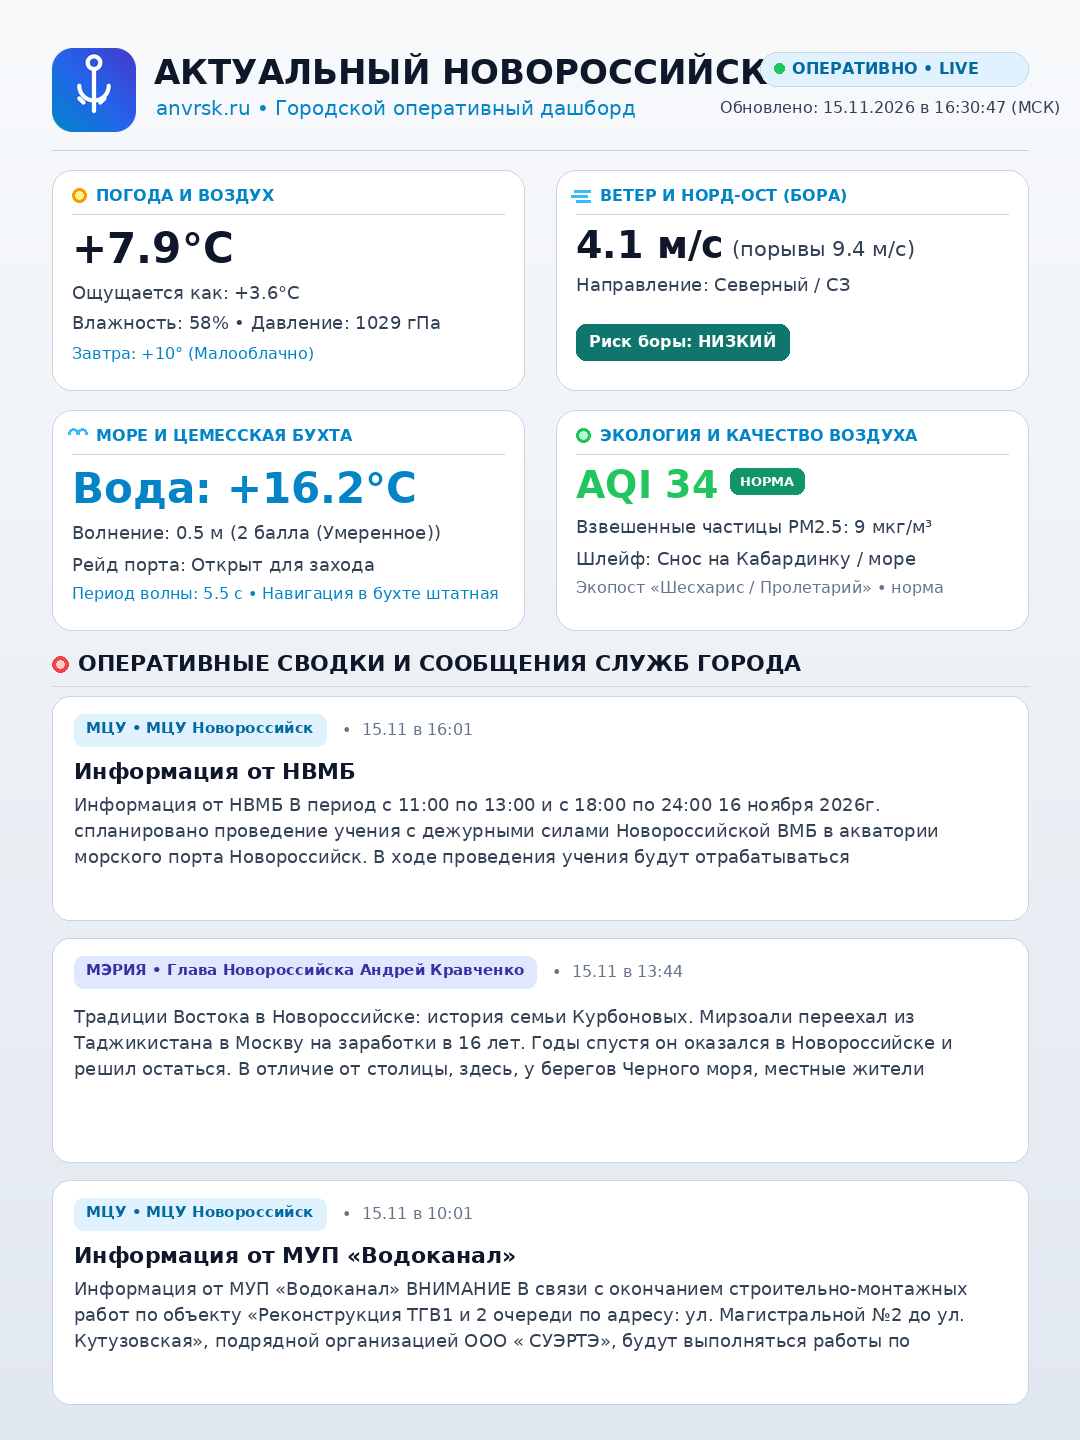 АКТУАЛЬНЫЙ НОВОРОССИЙСК
ОПЕРАТИВНО • LIVE
anvrsk.ru • Городской оперативный дашборд
Обновлено: 15.11.2026 в 16:30:47 (МСК)
ПОГОДА И ВОЗДУХ
+7.9°C
Ощущается как: +3.6°C
Влажность: 58% • Давление: 1029 гПа
Завтра: +10° (Малооблачно)
ВЕТЕР И НОРД-ОСТ (БОРА)
4.1 м/с (порывы 9.4 м/с)
Направление: Северный / СЗ
Риск боры: НИЗКИЙ
МОРЕ И ЦЕМЕССКАЯ БУХТА
Вода: +16.2°C
Волнение: 0.5 м (2 балла (Умеренное))
Рейд порта: Открыт для захода
Период волны: 5.5 с • Навигация в бухте штатная
ЭКОЛОГИЯ И КАЧЕСТВО ВОЗДУХА
AQI 34 НОРМА
Взвешенные частицы PM2.5: 9 мкг/м³
Шлейф: Снос на Кабардинку / море
Экопост «Шесхарис / Пролетарий» • норма
ОПЕРАТИВНЫЕ СВОДКИ И СООБЩЕНИЯ СЛУЖБ ГОРОДА
МЦУ • МЦУ Новороссийск • 15.11 в 16:01
Информация от НВМБ
Информация от НВМБ В период с 11:00 по 13:00 и с 18:00 по 24:00 16 ноября 2026г.
спланировано проведение учения с дежурными силами Новороссийской ВМБ в акватории
морского порта Новороссийск. В ходе проведения учения будут отрабатываться
МЭРИЯ • Глава Новороссийска Андрей Кравченко • 15.11 в 13:44
Традиции Востока в Новороссийске: история семьи Курбоновых. Мирзоали переехал из
Таджикистана в Москву на заработки в 16 лет. Годы спустя он оказался в Новороссийске и
решил остаться. В отличие от столицы, здесь, у берегов Черного моря, местные жители
МЦУ • МЦУ Новороссийск • 15.11 в 10:01
Информация от МУП «Водоканал»
Информация от МУП «Водоканал» ВНИМАНИЕ В связи с окончанием строительно-монтажных
работ по объекту «Реконструкция ТГВ1 и 2 очереди по адресу: ул. Магистральной №2 до ул.
Кутузовская», подрядной организацией ООО « СУЭРТЭ», будут выполняться работы по